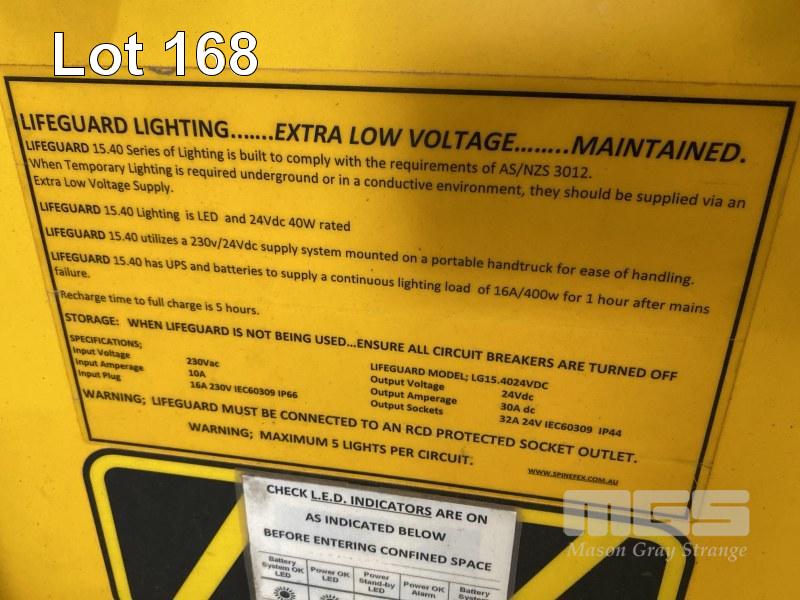 Lot 168
LIFEGUARD LIGHTING.......EXTRA LOW VOLTAGE........MAINTAINED.
LIFEGUARD 15.40 Series of Lighting is built to comply with the requirements of AS/NZS 3012.
When Temporary Lighting is required underground or in a conductive environment, they should be supplied via an
Extra Low Voltage Supply.
LIFEGUARD 15.40 Lighting is LED and 24Vdc 40W rated
LIFEGUARD 15.40 utilizes a 230v/24Vdc supply system mounted on a portable handtruck for ease of handling.
LIFEGUARD 15.40 has UPS and batteries to supply a continuous lighting load of 16A/400w for 1 hour after mains
failure.
Recharge time to full charge is 5 hours.
STORAGE: WHEN LIFEGUARD IS NOT BEING USED...ENSURE ALL CIRCUIT BREAKERS ARE TURNED OFF
SPECIFICATIONS;
Input Voltage 230Vac
Input Amperage 10A
Input Plug 16A 230V IEC60309 IP66
LIFEGUARD MODEL; LG15.4024VDC
Output Voltage 24Vdc
Output Amperage 30A dc
Output Sockets 32A 24V IEC60309 IP44
WARNING; LIFEGUARD MUST BE CONNECTED TO AN RCD PROTECTED SOCKET OUTLET.
WARNING; MAXIMUM 5 LIGHTS PER CIRCUIT.
WWW.SPINEFEX.COM.AU
CHECK L.E.D. INDICATORS ARE ON
AS INDICATED BELOW
BEFORE ENTERING CONFINED SPACE
Battery System OK LED
Power OK LED
Power Stand-by LED
Power OK Alarm
Battery System
MGS
Mason Gray Strange